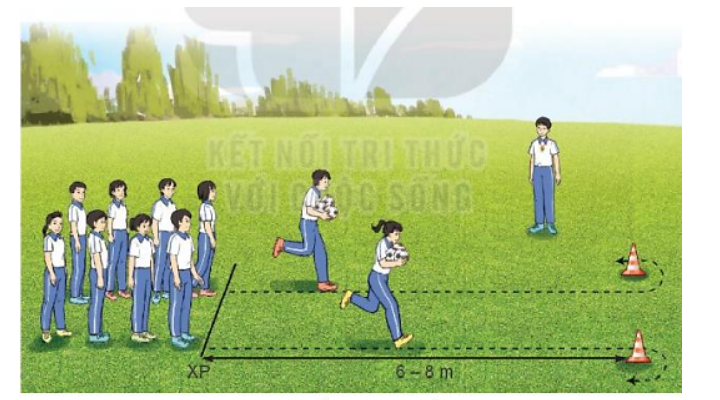 KẾT NỐI TRI THỨC
VỚI CUỘC SỐNG
XP
6 – 8 m